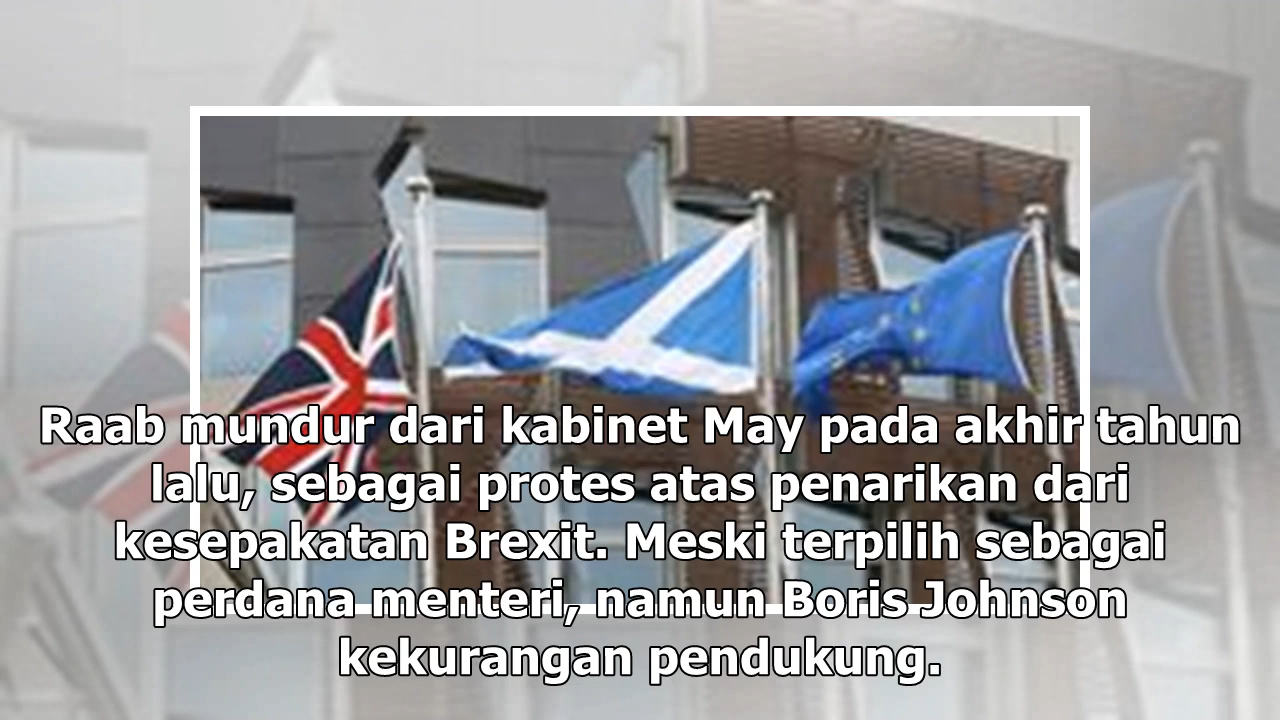 Raab mundur dari kabinet May pada akhir tahun
lalu, sebagai protes atas penarikan dari
kesepakatan Brexit. Meski terpilih sebagai
perdana menteri, namun Boris Johnson
kekurangan pendukung.